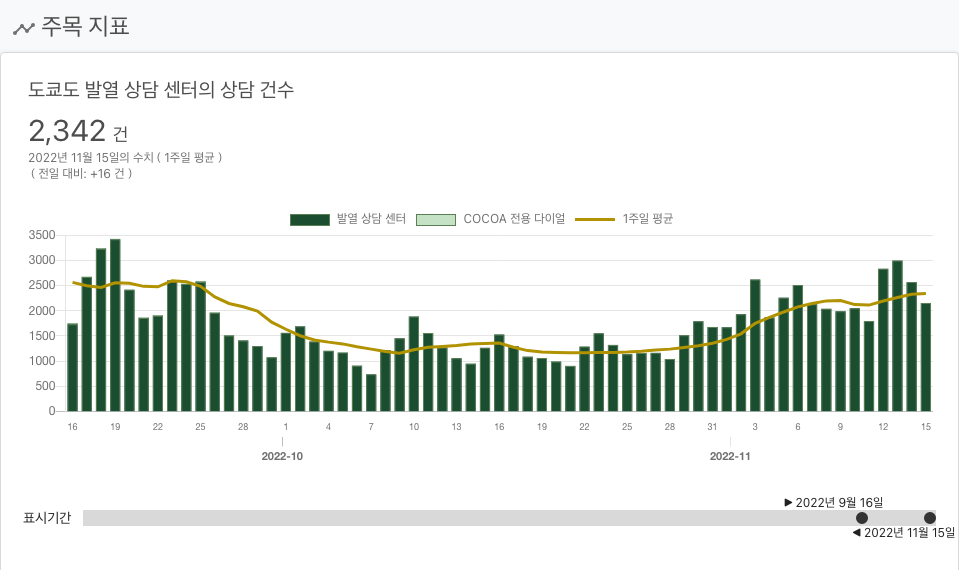 주목 지표
도쿄도 발열 상담 센터의 상담 건수
2,342 건
2022년 11월 15일의 수치 ( 1주일 평균 )
( 전일 대비: +16 건 )
발열 상담 센터 COCOA 전용 다이얼 1주일 평균
3500
3000
2500
2000
1500
1000
500
0
16 19 22 25 28 1 4 7 10 13 16 19 22 25 28 31 3 6 9 12 15
2022-10 2022-11
▶ 2022년 9월 16일
표시기간
◀ 2022년 11월 15일